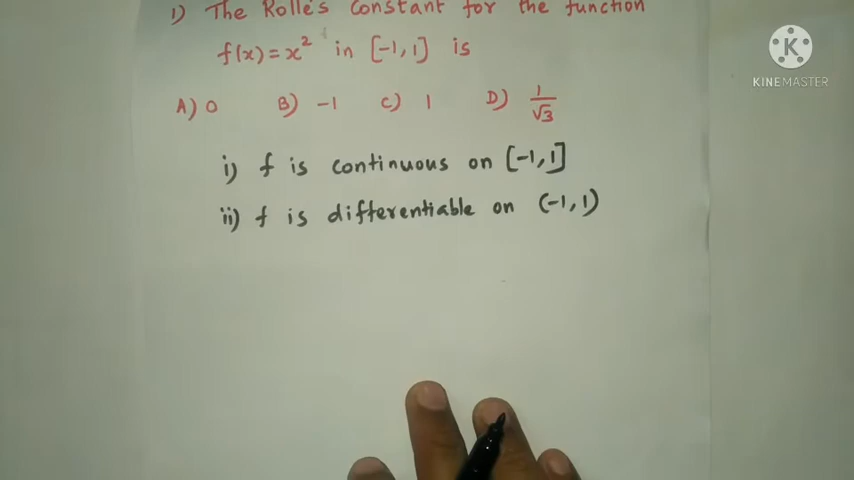 1) The Rolle's Constant for the function
f(x) = x² in [-1, 1] is
A) 0 B) -1 C) 1 D) 1/√3
i) f is continuous on [-1, 1]
ii) f is differentiable on (-1, 1)
K
KINEMASTER